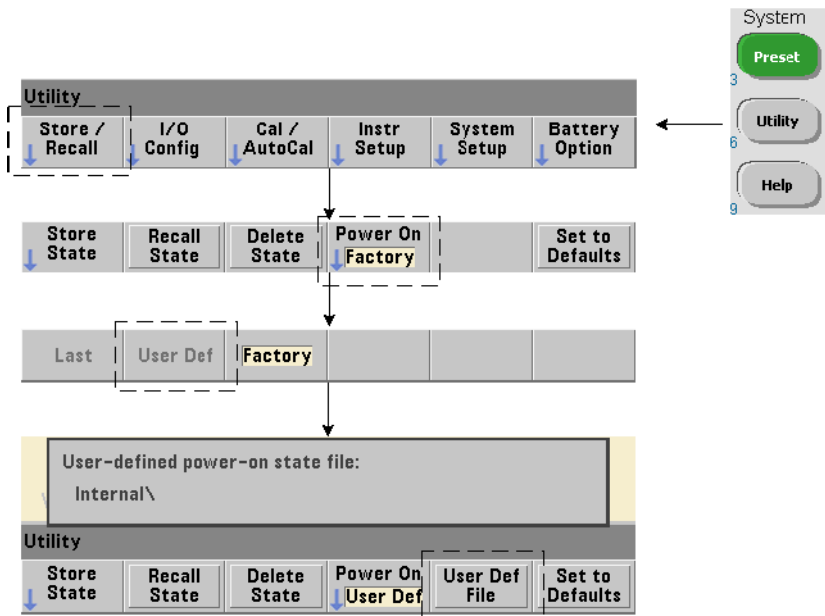 System
Preset
3
Utility
6
Help
9
Utility
Store / Recall
I/O Config
Cal / AutoCal
Instr Setup
System Setup
Battery Option
Store State
Recall State
Delete State
Power On Factory
Set to Defaults
Last
User Def
Factory
User-defined power-on state file:
Internal\
Utility
Store State
Recall State
Delete State
Power On User Def
User Def File
Set to Defaults